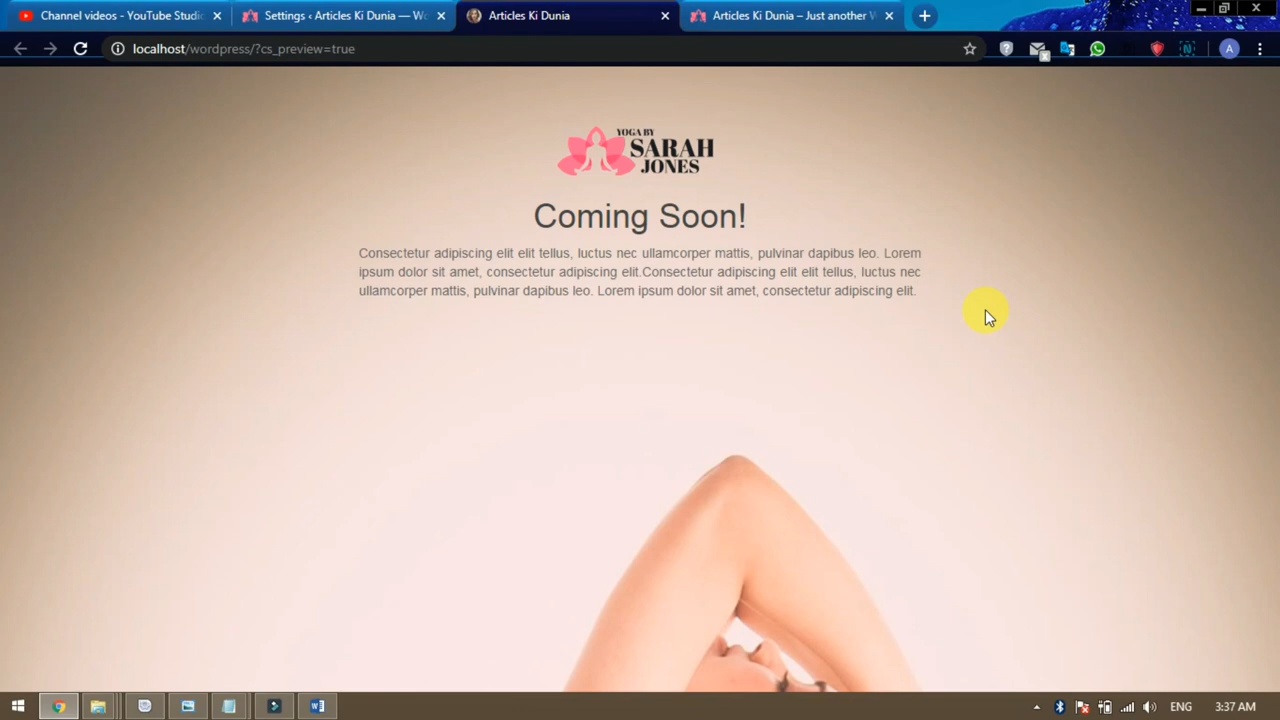 Channel videos - YouTube Studio
Settings ‹ Articles Ki Dunia — Wo
Articles Ki Dunia
Articles Ki Dunia – Just another W
localhost/wordpress/?cs_preview=true
A
YOGA BY
SARAH
JONES
Coming Soon!
Consectetur adipiscing elit elit tellus, luctus nec ullamcorper mattis, pulvinar dapibus leo. Lorem
ipsum dolor sit amet, consectetur adipiscing elit.Consectetur adipiscing elit elit tellus, luctus nec
ullamcorper mattis, pulvinar dapibus leo. Lorem ipsum dolor sit amet, consectetur adipiscing elit.
ENG
3:37 AM